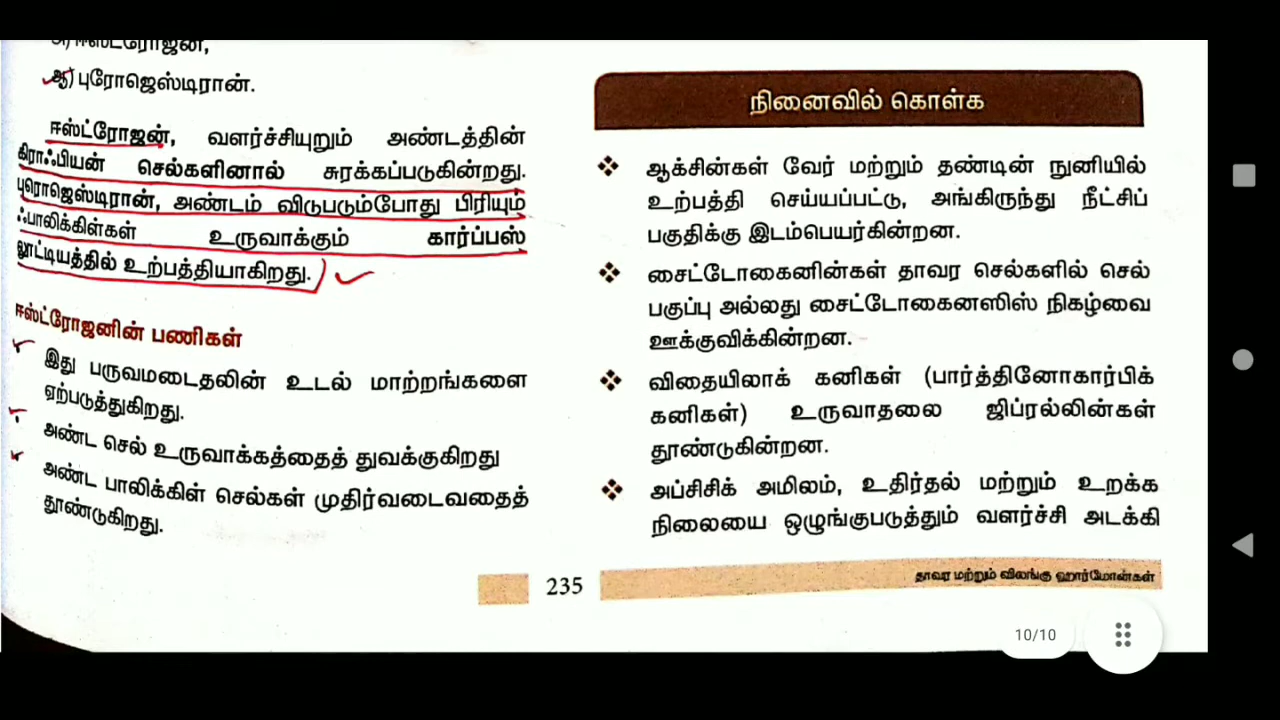 அ) ஈஸ்ட்ரோஜன்,
ஆ) புரோஜெஸ்டிரான்.
ஈஸ்ட்ரோஜன், வளர்ச்சியுறும் அண்டத்தின்
கிராஃபியன் செல்களினால் சுரக்கப்படுகின்றது.
புரொஜெஸ்டிரான், அண்டம் விடுபடும்போது பிரியும்
ஃபாலிக்கிள்கள் உருவாக்கும் கார்ப்பஸ்
லூட்டியத்தில் உற்பத்தியாகிறது.
ஈஸ்ட்ரோஜனின் பணிகள்
இது பருவமடைதலின் உடல் மாற்றங்களை
ஏற்படுத்துகிறது.
அண்ட செல் உருவாக்கத்தைத் துவக்குகிறது
அண்ட பாலிக்கிள் செல்கள் முதிர்வடைவதைத்
தூண்டுகிறது.
நினைவில் கொள்க
ஆக்சின்கள் வேர் மற்றும் தண்டின் நுனியில்
உற்பத்தி செய்யப்பட்டு, அங்கிருந்து நீட்சிப்
பகுதிக்கு இடம்பெயர்கின்றன.
சைட்டோகைனின்கள் தாவர செல்களில் செல்
பகுப்பு அல்லது சைட்டோகைனஸிஸ் நிகழ்வை
ஊக்குவிக்கின்றன.
விதையிலாக் கனிகள் (பார்த்தினோகார்பிக்
கனிகள்) உருவாதலை ஜிப்ரல்லின்கள்
தூண்டுகின்றன.
அப்சிசிக் அமிலம், உதிர்தல் மற்றும் உறக்க
நிலையை ஒழுங்குபடுத்தும் வளர்ச்சி அடக்கி
235
தாவர மற்றும் விலங்கு ஹார்மோன்கள்
10/10